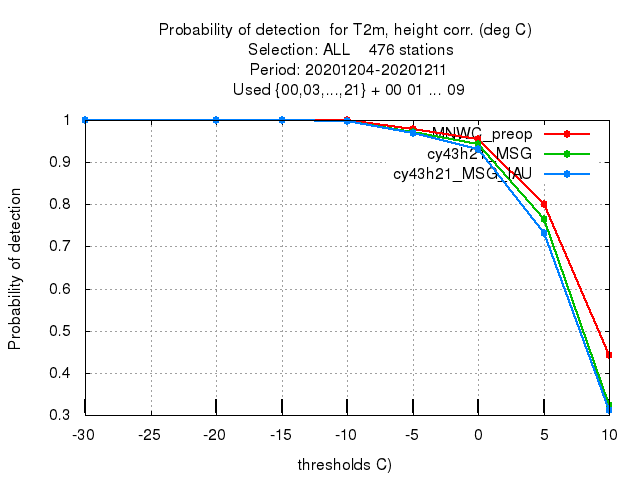 Probability of detection  for T2m, height corr. (deg C)
Selection: ALL    476 stations
Period: 20201204-20201211
Used {00,03,...,21} + 00 01 ... 09
Probability of detection
1
0.9
0.8
0.7
0.6
0.5
0.4
0.3
MNWC_preop
cy43h21_MSG
cy43h21_MSG_IAU
-30 -25 -20 -15 -10 -5 0 5 10
thresholds C)